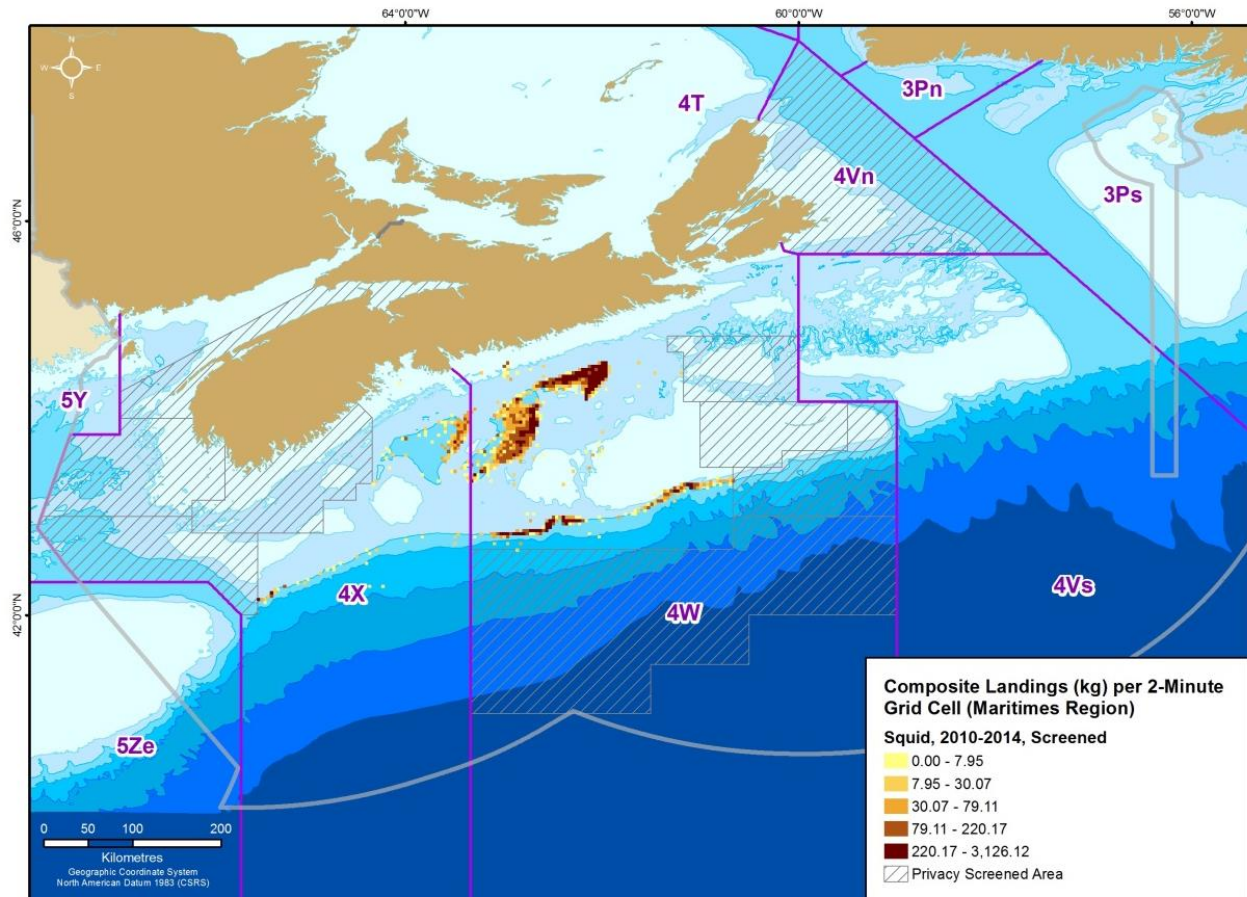 64°0'0"W
60°0'0"W
56°0'0"W
N
W E
S
4T
3Pn
4Vn
3Ps
46°0'0"N
5Y
4X
4W
4Vs
42°0'0"N
5Ze
0 50 100 200
Kilometres
Geographic Coordinate System
North American Datum 1983 (CSRS)
Composite Landings (kg) per 2-Minute
Grid Cell (Maritimes Region)
Squid, 2010-2014, Screened
0.00 - 7.95
7.95 - 30.07
30.07 - 79.11
79.11 - 220.17
220.17 - 3,126.12
Privacy Screened Area